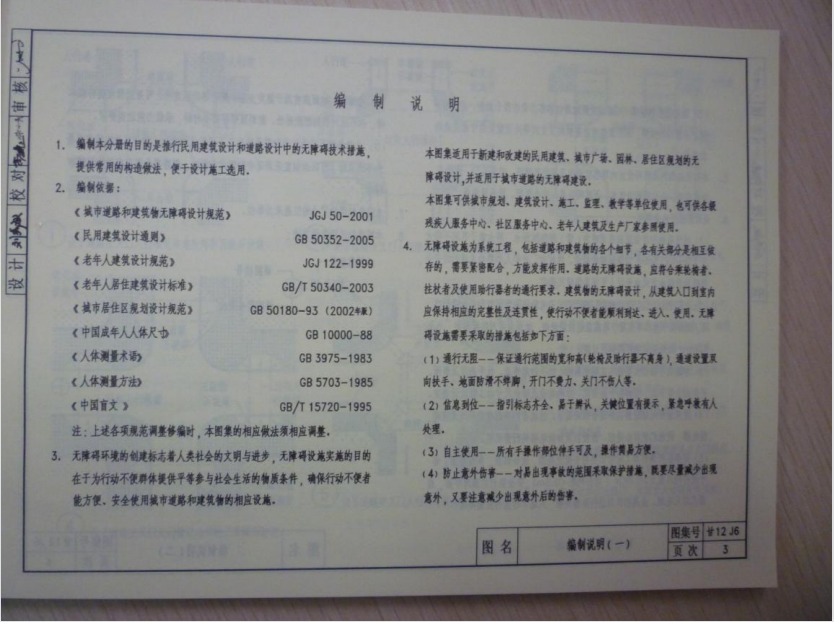 编制说明
1. 编制本分册的目的是推行民用建筑设计和道路设计中的无障碍技术措施，
提供常用的构造做法，便于设计施工选用。
2. 编制依据：
《城市道路和建筑物无障碍设计规范》 JGJ 50-2001
《民用建筑设计通则》 GB 50352-2005
《老年人建筑设计规范》 JGJ 122-1999
《老年人居住建筑设计标准》 GB/T 50340-2003
《城市居住区规划设计规范》 GB 50180-93（2002年版）
《中国成年人人体尺寸》 GB 10000-88
《人体测量术语》 GB 3975-1983
《人体测量方法》 GB 5703-1985
《中国盲文》 GB/T 15720-1995
注：上述各项规范调整修编时，本图集的相应做法须相应调整。
3. 无障碍环境的创建标志着人类社会的文明与进步，无障碍设施实施的目的
在于为行动不便群体提供平等参与社会生活的物质条件，确保行动不便者
能方便、安全使用城市道路和建筑物的相应设施。
本图集适用于新建和改建的民用建筑、城市广场、园林、居住区规划的无
障碍设计，并适用于城市道路的无障碍建设。
本图集可供城市规划、建筑设计、施工、监理、教学等单位使用，也可供各级
残疾人服务中心、社区服务中心、老年人建筑及生产厂家参照使用。
4. 无障碍设施为系统工程，包括道路和建筑物的各个细节，各有关部分是相互依
存的，需要紧密配合，方能发挥作用。道路的无障碍设施，应符合乘轮椅者、
拄杖者及使用助行器者的通行要求。建筑物的无障碍设计，从建筑入口到室内
应保持相应的完整性及连贯性，使行动不便者能顺利到达、进入、使用。无障
碍设施需要采取的措施包括如下方面：
（1）通行无阻——保证通行范围的宽和高（轮椅及助行器不离身），通道设置双
向扶手、地面防滑不绊脚，开门不费力、关门不伤人等。
（2）信息到位——指引标志齐全、易于辨认，关键位置有提示，紧急呼救有人
处理。
（3）自主使用——所有手操作部位伸手可及，操作简易方便。
（4）防止意外伤害——对易出现事故的范围采取保护措施，既要尽量减少出现
意外，又要注意减少出现意外后的伤害。
图名 编制说明（一） 图集号 甘12 J6
页次 3
审核
校对
设计